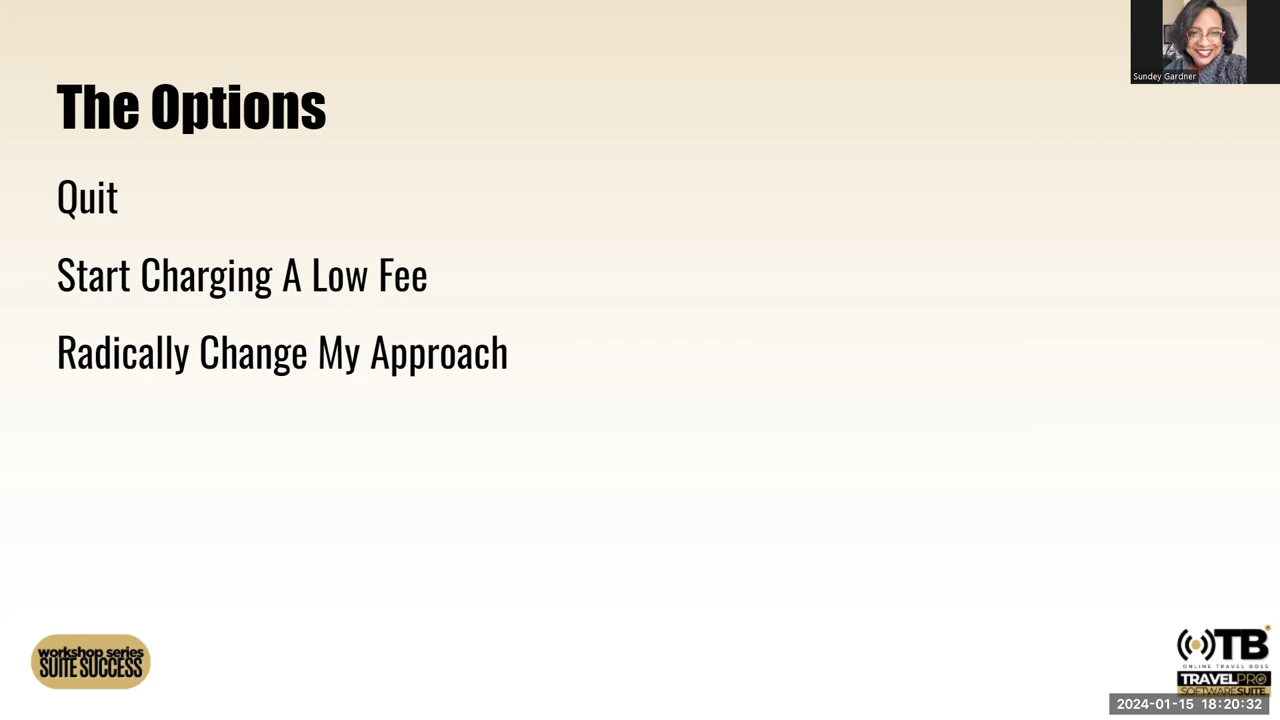 Sundey Gardner
The Options
Quit
Start Charging A Low Fee
Radically Change My Approach
workshop series
SUITE SUCCESS
OTB
ONLINE TRAVEL BOSS
TRAVELPRO
SOFTWARESUITE
2024-01-15 18:20:32